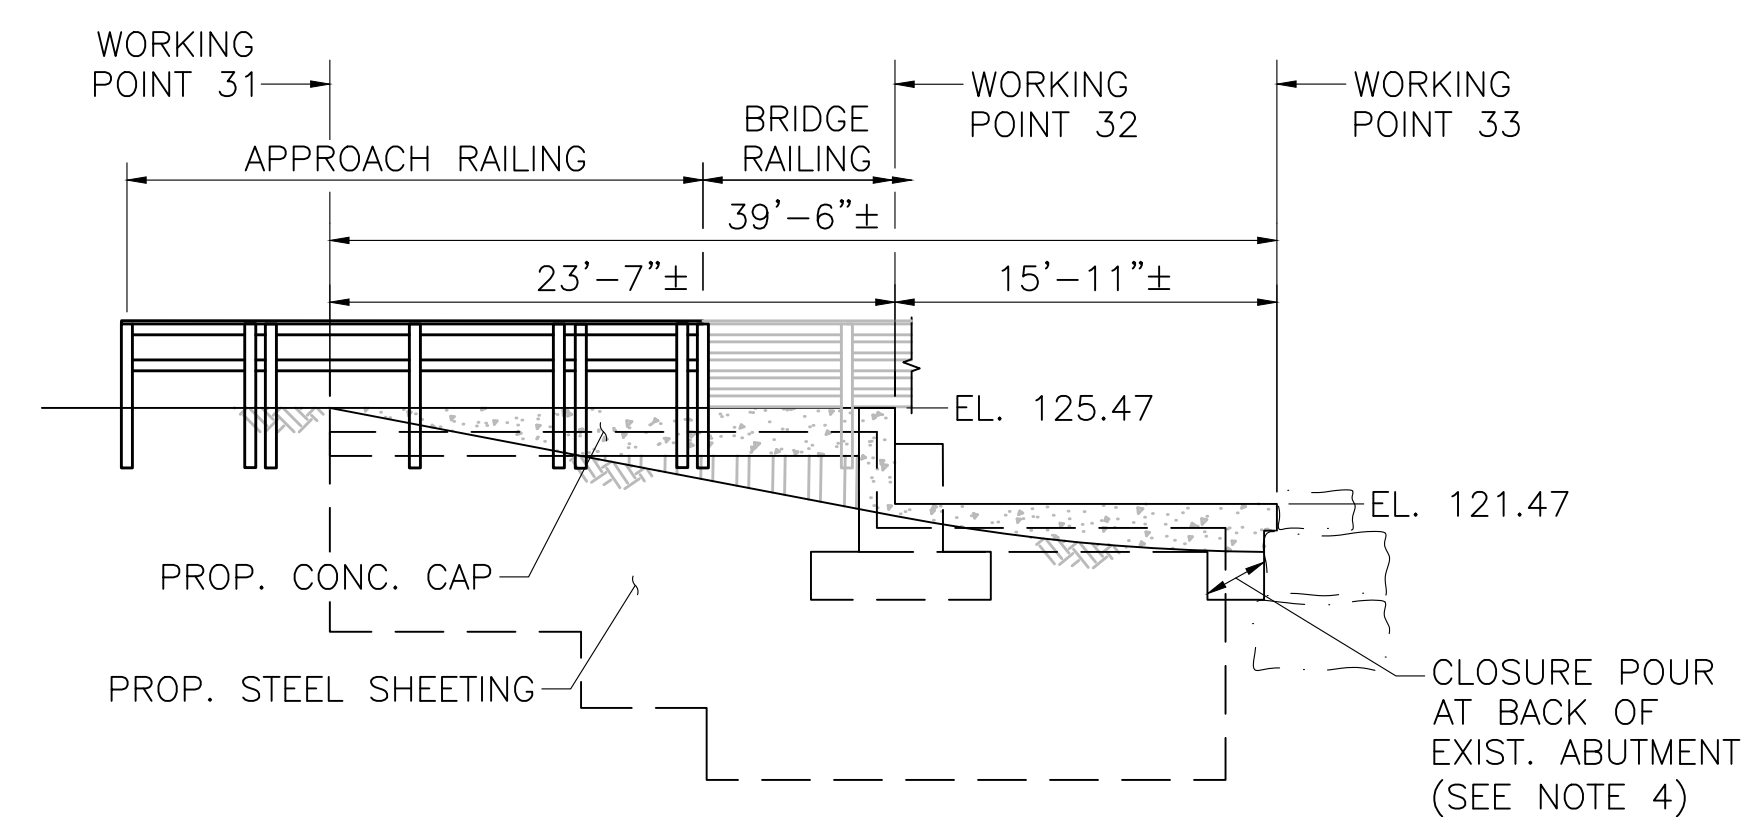 WORKING
POINT 31
WORKING
POINT 32
WORKING
POINT 33
BRIDGE
RAILING
APPROACH RAILING
39'-6"±
23'-7"±
15'-11"±
EL. 125.47
EL. 121.47
PROP. CONC. CAP
PROP. STEEL SHEETING
CLOSURE POUR
AT BACK OF
EXIST. ABUTMENT
(SEE NOTE 4)